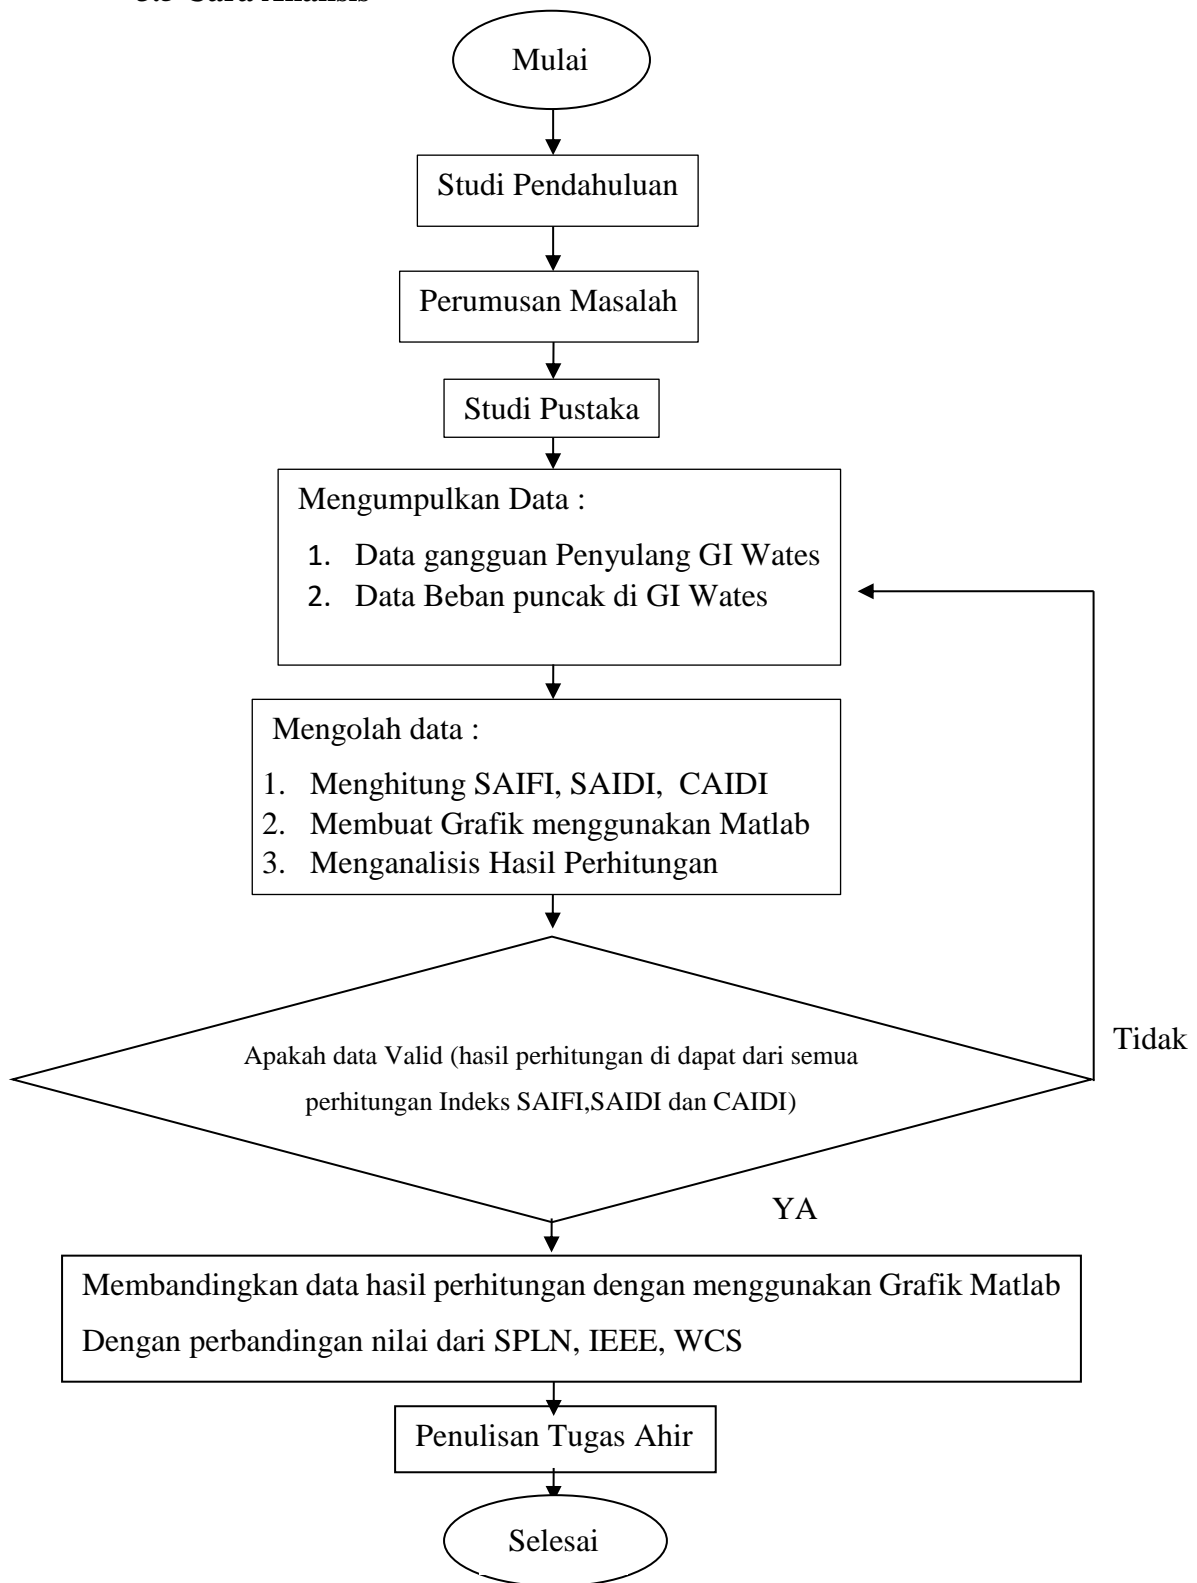 Mulai
Studi Pendahuluan
Perumusan Masalah
Studi Pustaka
Mengumpulkan Data :
1. Data gangguan Penyulang GI Wates
2. Data Beban puncak di GI Wates
Mengolah data :
1. Menghitung SAIFI, SAIDI, CAIDI
2. Membuat Grafik menggunakan Matlab
3. Menganalisis Hasil Perhitungan
Apakah data Valid (hasil perhitungan di dapat dari semua
perhitungan Indeks SAIFI,SAIDI dan CAIDI)
Tidak
YA
Membandingkan data hasil perhitungan dengan menggunakan Grafik Matlab
Dengan perbandingan nilai dari SPLN, IEEE, WCS
Penulisan Tugas Ahir
Selesai